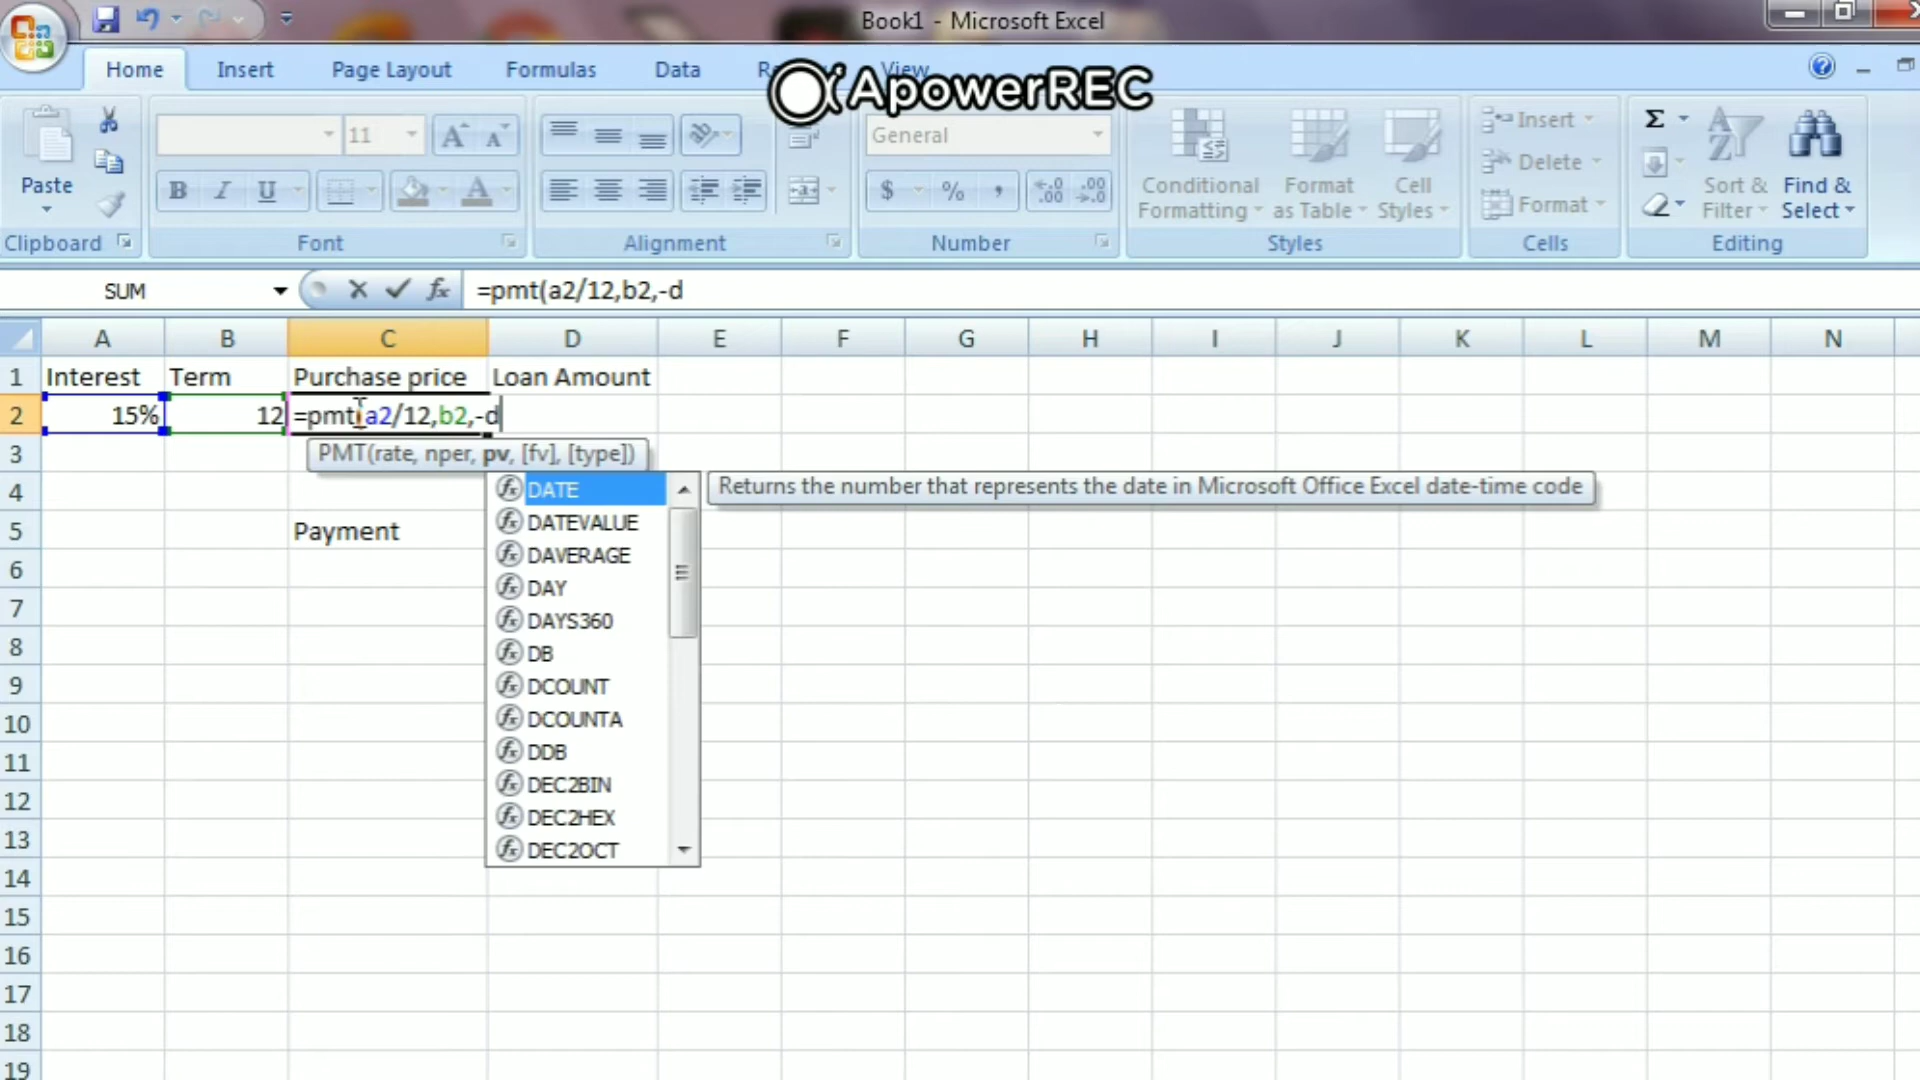 Book1 - Microsoft Excel
Home Insert Page Layout Formulas Data View
ApowerREC
11 General
Paste
Conditional Formatting
Format as Table
Cell Styles
Insert
Delete
Format
Sort & Filter
Find & Select
Clipboard Font Alignment Number Styles Cells Editing
SUM =pmt(a2/12,b2,-d
A B C D E F G H I J K L M N
1 Interest Term Purchase price Loan Amount
2 15% 12 =pmt(a2/12,b2,-d
3 PMT(rate, nper, pv, [fv], [type])
DATE Returns the number that represents the date in Microsoft Office Excel date-time code
4
DATEVALUE
5 Payment
DAVERAGE
6
DAY
7
DAYS360
8
DB
9
DCOUNT
10
DCOUNTA
11
DDB
12
DEC2BIN
13
DEC2HEX
14
DEC2OCT
15
16
17
18
19